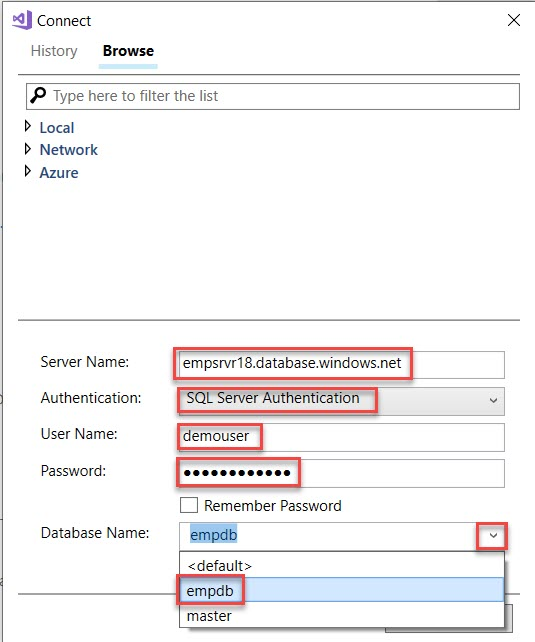 Connect
History Browse
Type here to filter the list
Local
Network
Azure
Server Name: empsrvr18.database.windows.net
Authentication: SQL Server Authentication
User Name: demouser
Password: ●●●●●●●●●●●●
Remember Password
Database Name: empdb
<default>
empdb
master